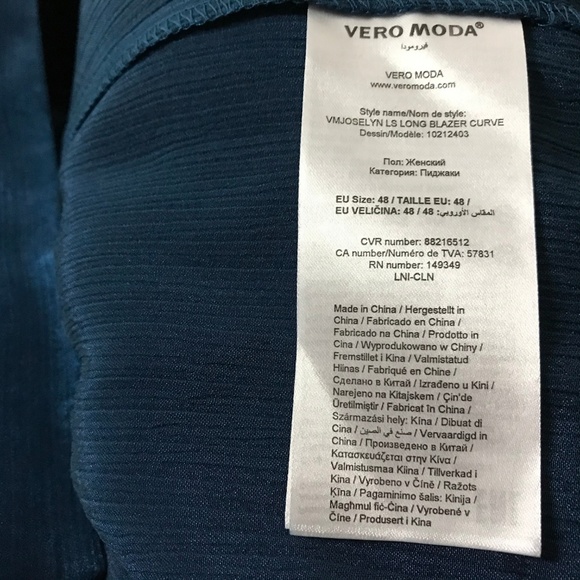 VERO MODA®
فيرومودا
VERO MODA
www.veromoda.com
Style name/Nom de style:
VMJOSELYN LS LONG BLAZER CURVE
Dessin/Modèle: 10212403
Пол: Женский
Категория: Пиджаки
EU Size: 48 / TAILLE EU: 48 /
EU VELIČINA: 48 / 48 :المقاس الأوروبي
CVR number: 88216512
CA number/Numéro de TVA: 57831
RN number: 149349
LNI-CLN
Made in China / Hergestellt in
China / Fabricado en China /
Fabricado na China / Prodotto in
Cina / Wyprodukowano w Chiny /
Fremstillet i Kina / Valmistatud
Hiinas / Fabriqué en Chine /
Сделано в Китай / Izrađeno u Kini /
Narejeno na Kitajskem / Çin'de
Üretilmiştir / Fabricat în China /
Származási hely: Kína / Dibuat di
Cina / صنع في الصين / Vervaardigd in
China / Произведено в Китай /
Κατασκευάζεται στην Κίνα /
Valmistusmaa Kiina / Tillverkad i
Kina / Vyrobeno v Číně / Ražots
Ķīna / Pagaminimo šalis: Kinija /
Magħmul fiċ-Ċina / Vyrobené v
Číne / Produsert i Kina